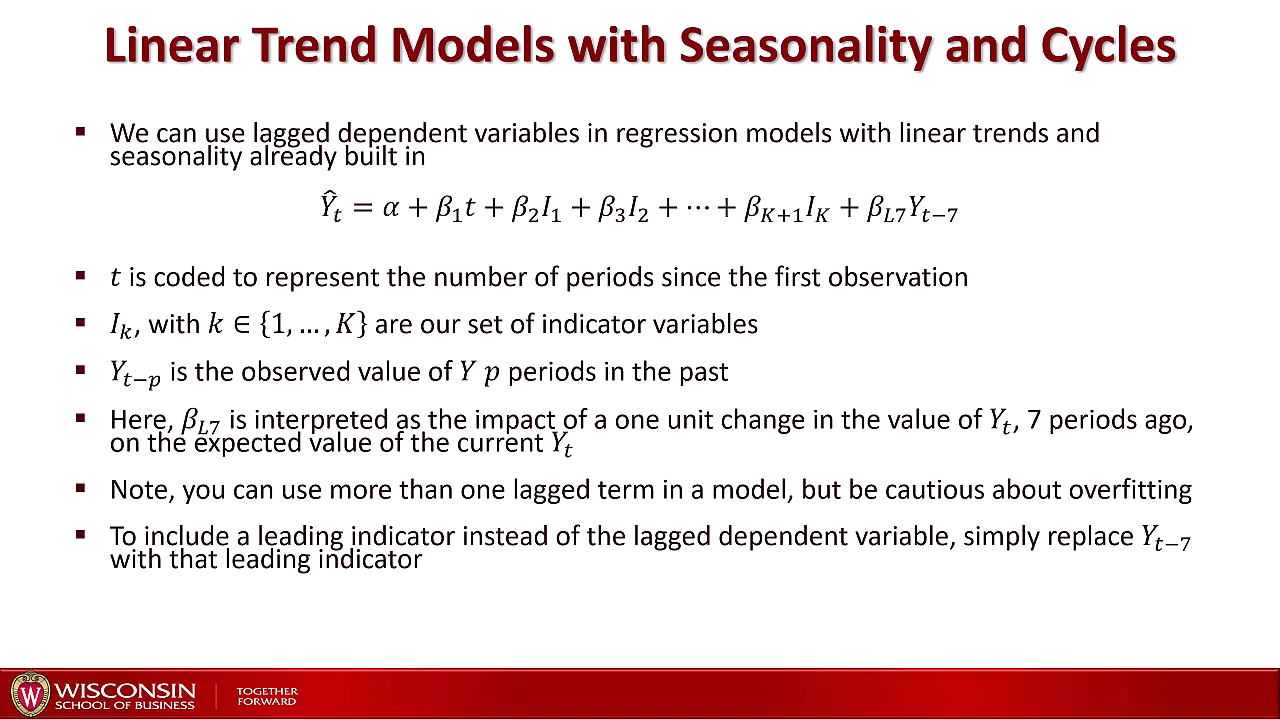 Linear Trend Models with Seasonality and Cycles
▪ We can use lagged dependent variables in regression models with linear trends and
seasonality already built in
Ŷ_t = α + β_1 t + β_2 I_1 + β_3 I_2 + ⋯ + β_{K+1} I_K + β_{L7} Y_{t−7}
▪ t is coded to represent the number of periods since the first observation
▪ I_k, with k ∈ {1, … , K} are our set of indicator variables
▪ Y_{t−p} is the observed value of Y p periods in the past
▪ Here, β_{L7} is interpreted as the impact of a one unit change in the value of Y_t, 7 periods ago,
on the expected value of the current Y_t
▪ Note, you can use more than one lagged term in a model, but be cautious about overfitting
▪ To include a leading indicator instead of the lagged dependent variable, simply replace Y_{t−7}
with that leading indicator
W WISCONSIN
SCHOOL OF BUSINESS
TOGETHER
FORWARD